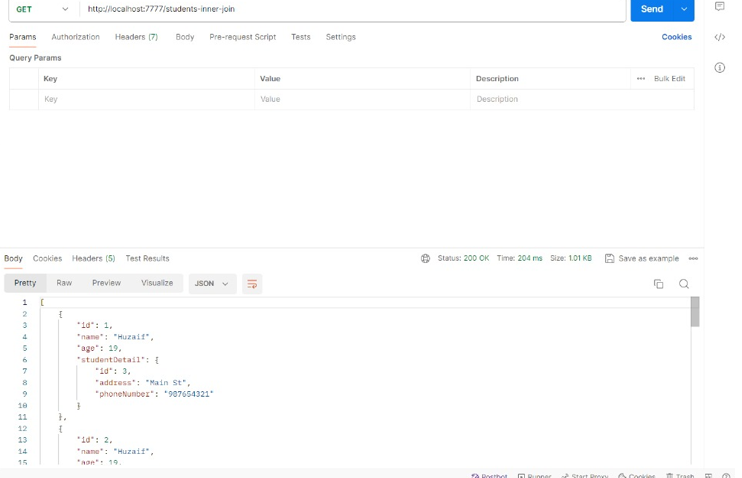 GET http://localhost:7777/students-inner-join Send
Params Authorization Headers (7) Body Pre-request Script Tests Settings Cookies
Query Params
Key Value Description ••• Bulk Edit
Key Value Description
Body Cookies Headers (5) Test Results Status: 200 OK Time: 204 ms Size: 1.01 KB Save as example •••
Pretty Raw Preview Visualize JSON
1 [
2 {
3 "id": 1,
4 "name": "Huzaif",
5 "age": 19,
6 "studentDetail": {
7 "id": 3,
8 "address": "Main St",
9 "phoneNumber": "987654321"
10 }
11 },
12 {
13 "id": 2,
14 "name": "Huzaif",
15 "age": 19,
Postbot Runner Start Proxy Cookies Trash